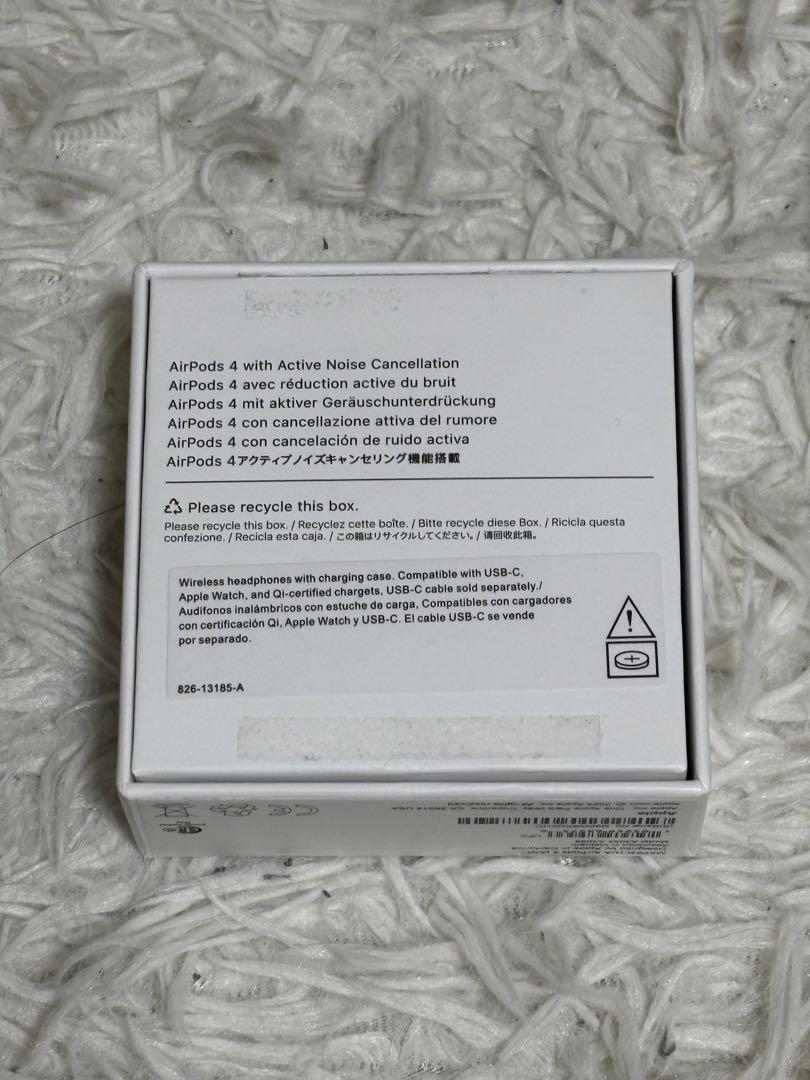 AirPods 4 with Active Noise Cancellation
AirPods 4 avec réduction active du bruit
AirPods 4 mit aktiver Geräuschunterdrückung
AirPods 4 con cancellazione attiva del rumore
AirPods 4 con cancelación de ruido activa
AirPods 4アクティブノイズキャンセリング機能搭載
Please recycle this box.
Please recycle this box. / Recyclez cette boîte. / Bitte recycle diese Box. / Ricicla questa
confezione. / Recicla esta caja. / この箱はリサイクルしてください。/ 请回收此箱。
Wireless headphones with charging case. Compatible with USB-C,
Apple Watch, and Qi-certified chargets, USB-C cable sold separately./
Audifonos inalámbricos con estuche de carga, Compatibles con cargadores
con certificación Qi, Apple Watch y USB-C. El cable USB-C se vende
por separado.
826-13185-A
Apple